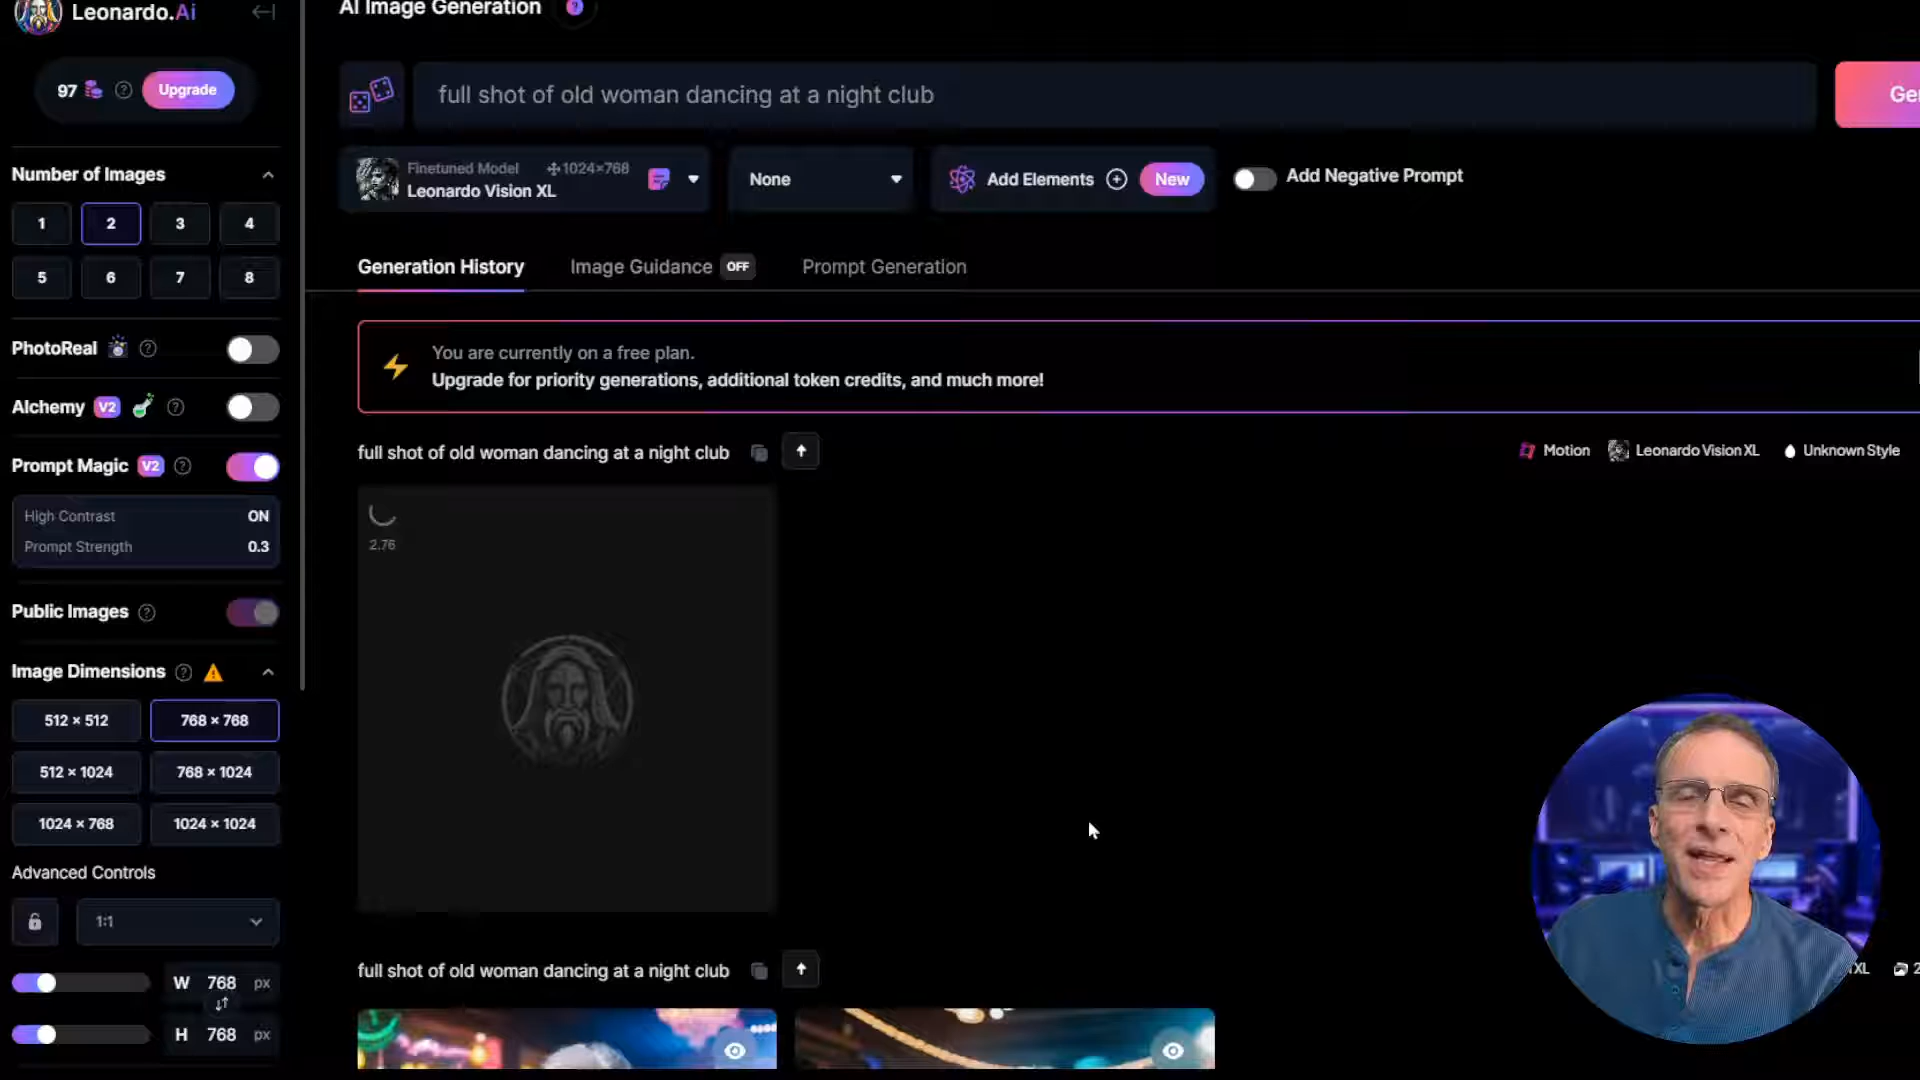 Leonardo.Ai
AI Image Generation
?
97
?
Upgrade
full shot of old woman dancing at a night club
Finetuned Model
1024×768
Leonardo Vision XL
None
Add Elements
New
Add Negative Prompt
Number of Images
1
2
3
4
5
6
7
8
Generation History
Image Guidance
OFF
Prompt Generation
PhotoReal
?
You are currently on a free plan.
Upgrade for priority generations, additional token credits, and much more!
Alchemy
V2
?
Prompt Magic
V2
?
High Contrast
ON
Prompt Strength
0.3
full shot of old woman dancing at a night club
Motion
Leonardo Vision XL
Unknown Style
2.76
Public Images
?
Image Dimensions
?
512 × 512
768 × 768
512 × 1024
768 × 1024
1024 × 768
1024 × 1024
Advanced Controls
1:1
W 768 px
H 768 px
full shot of old woman dancing at a night club
XL
2